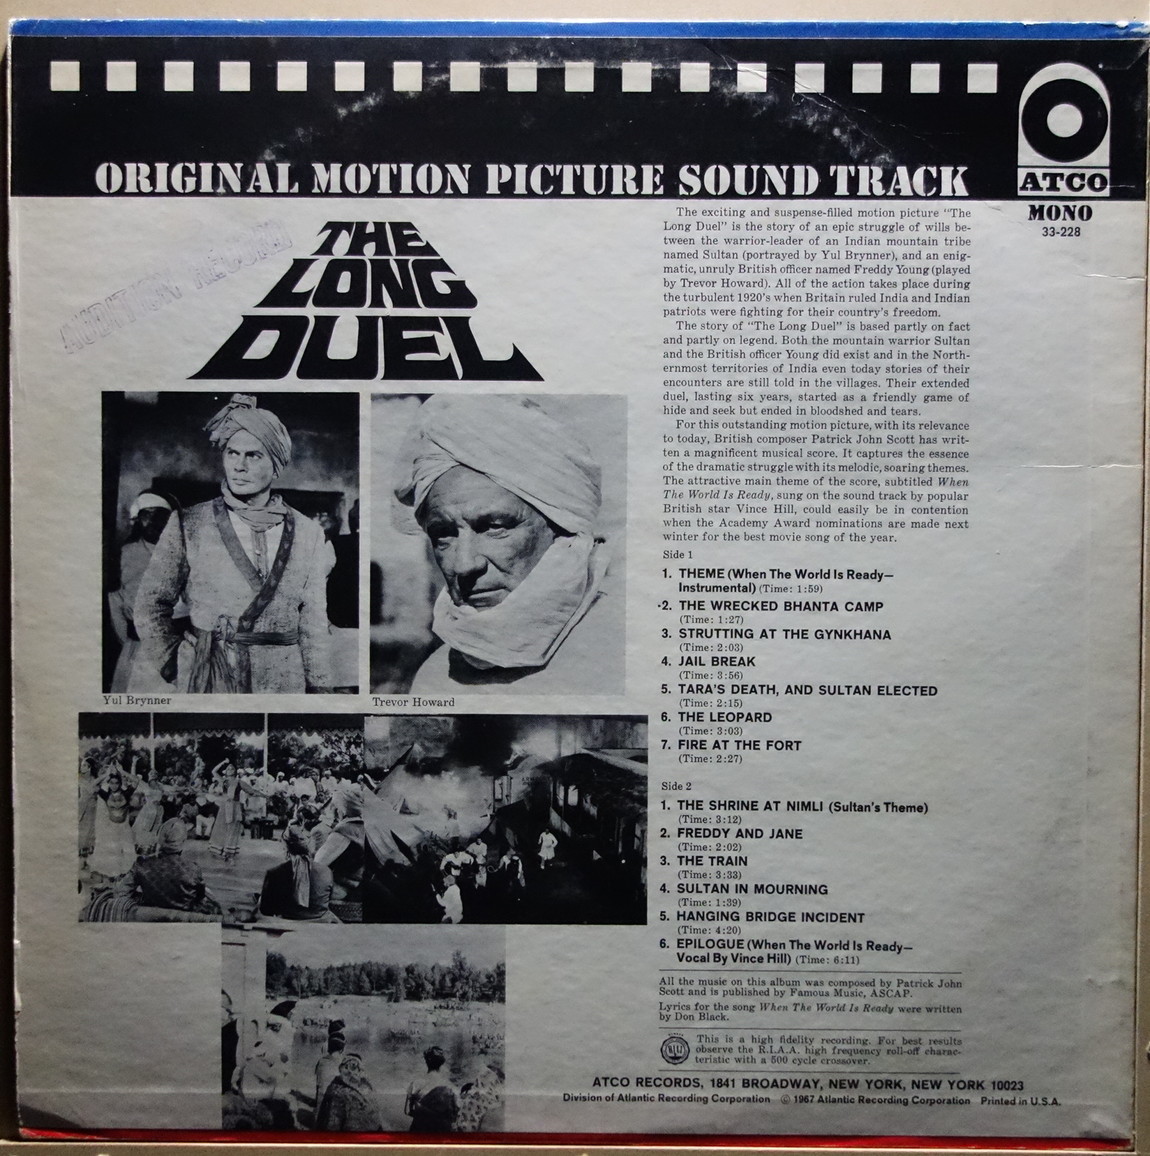 ORIGINAL MOTION PICTURE SOUND TRACK
ATCO
MONO
33-228
AUDITION RECORD
THE
LONG
DUEL
Yul Brynner
Trevor Howard
The exciting and suspense-filled motion picture "The
Long Duel" is the story of an epic struggle of wills be-
tween the warrior-leader of an Indian mountain tribe
named Sultan (portrayed by Yul Brynner), and an enig-
matic, unruly British officer named Freddy Young (played
by Trevor Howard). All of the action takes place during
the turbulent 1920's when Britain ruled India and Indian
patriots were fighting for their country's freedom.
The story of "The Long Duel" is based partly on fact
and partly on legend. Both the mountain warrior Sultan
and the British officer Young did exist and in the North-
ernmost territories of India even today stories of their
encounters are still told in the villages. Their extended
duel, lasting six years, started as a friendly game of
hide and seek but ended in bloodshed and tears.
For this outstanding motion picture, with its relevance
to today, British composer Patrick John Scott has writ-
ten a magnificent musical score. It captures the essence
of the dramatic struggle with its melodic, soaring themes.
The attractive main theme of the score, subtitled When
The World Is Ready, sung on the sound track by popular
British star Vince Hill, could easily be in contention
when the Academy Award nominations are made next
winter for the best movie song of the year.
Side 1
1. THEME (When The World Is Ready—
Instrumental) (Time: 1:59)
2. THE WRECKED BHANTA CAMP
(Time: 1:27)
3. STRUTTING AT THE GYNKHANA
(Time: 2:03)
4. JAIL BREAK
(Time: 3:56)
5. TARA'S DEATH, AND SULTAN ELECTED
(Time: 2:15)
6. THE LEOPARD
(Time: 3:03)
7. FIRE AT THE FORT
(Time: 2:27)
Side 2
1. THE SHRINE AT NIMLI (Sultan's Theme)
(Time: 3:12)
2. FREDDY AND JANE
(Time: 2:02)
3. THE TRAIN
(Time: 3:33)
4. SULTAN IN MOURNING
(Time: 1:39)
5. HANGING BRIDGE INCIDENT
(Time: 4:20)
6. EPILOGUE (When The World Is Ready—
Vocal By Vince Hill) (Time: 6:11)
All the music on this album was composed by Patrick John
Scott and is published by Famous Music, ASCAP.
Lyrics for the song When The World Is Ready were written
by Don Black.
This is a high fidelity recording. For best results
observe the R.I.A.A. high frequency roll-off charac-
teristic with a 500 cycle crossover.
ATCO RECORDS, 1841 BROADWAY, NEW YORK, NEW YORK 10023
Division of Atlantic Recording Corporation © 1967 Atlantic Recording Corporation Printed in U.S.A.